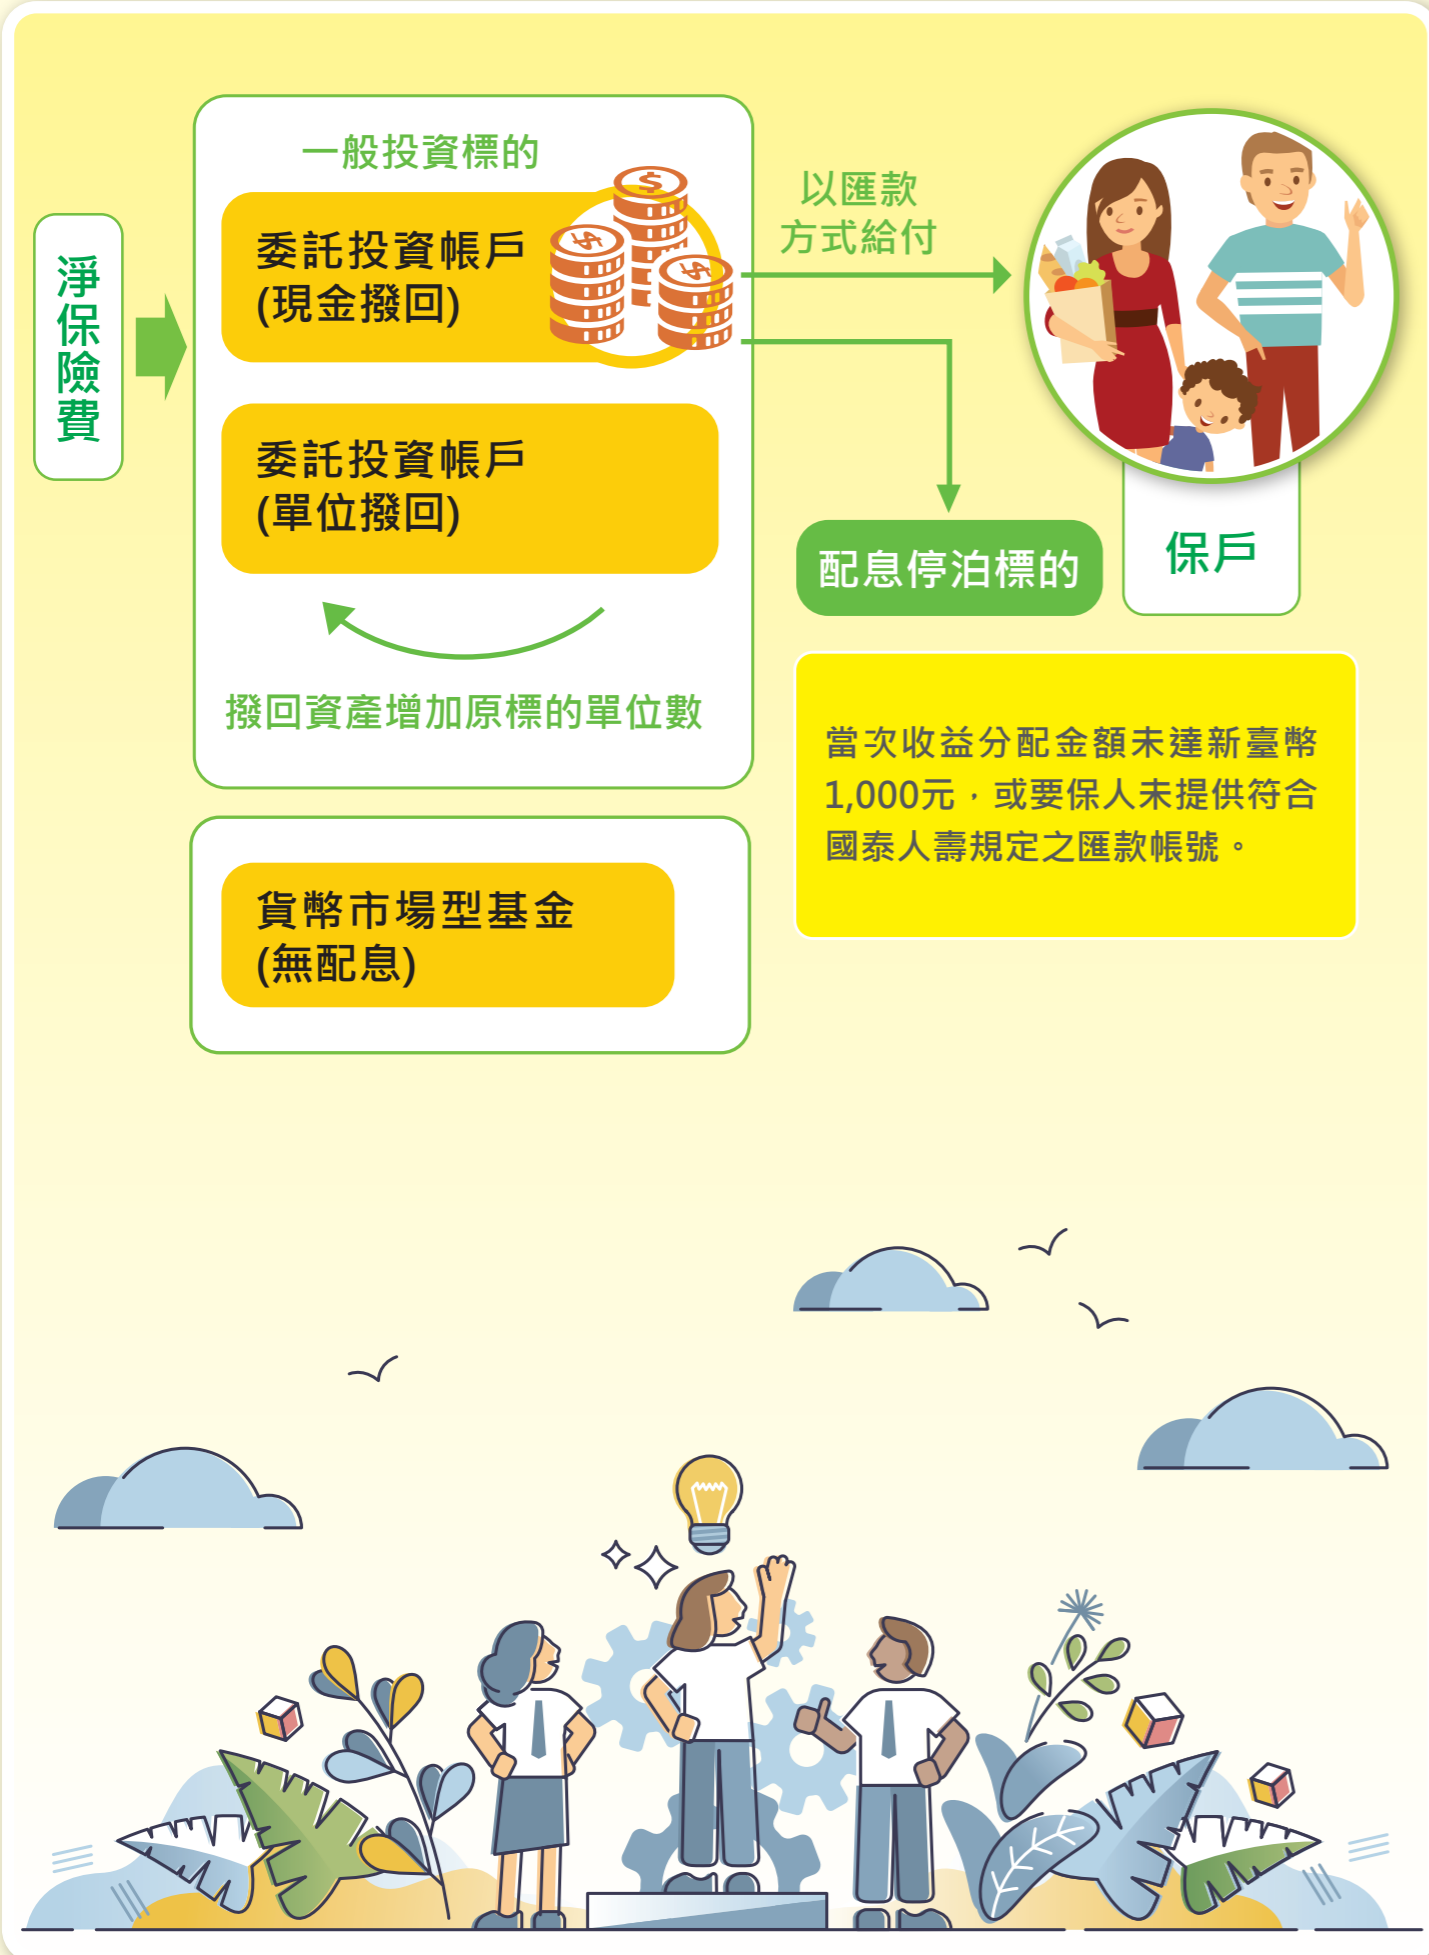 淨保險費
一般投資標的
委託投資帳戶
(現金撥回)
委託投資帳戶
(單位撥回)
撥回資產增加原標的單位數
貨幣市場型基金
(無配息)
以匯款
方式給付
保戶
配息停泊標的
當次收益分配金額未達新臺幣
1,000元，或要保人未提供符合
國泰人壽規定之匯款帳號。